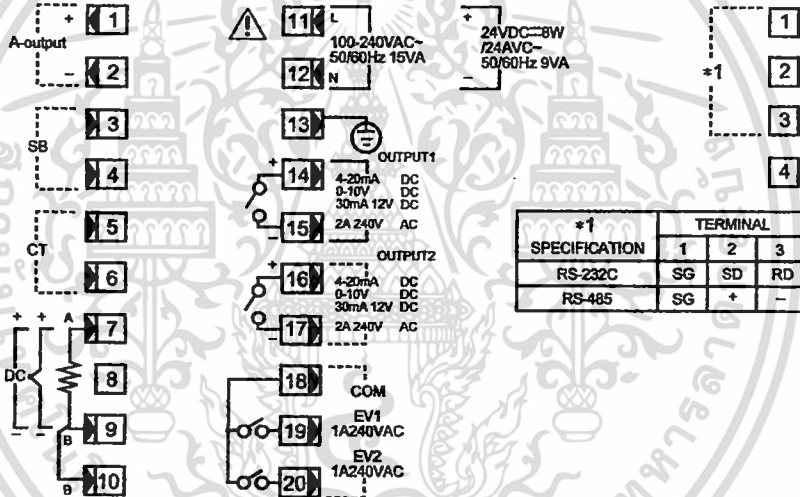 A-output
+
1
-
2
SB
3
4
CT
5
6
+
+
A
7
DC
8
-
-
B
9
B
10
11
L
100-240VAC~
50/60Hz 15VA
12
N
+
24VDC⎓8W
/24AVC~
50/60Hz 9VA
-
13
OUTPUT1
+
14
4-20mA DC
0-10V DC
30mA 12V DC
-
15
2A 240V AC
OUTPUT2
+
16
4-20mA DC
0-10V DC
30mA 12V DC
-
17
2A 240V AC
18
COM
EV1
19
1A240VAC
EV2
1A240VAC
20
*1
1
2
3
4
*1 SPECIFICATION
TERMINAL
1 2 3
RS-232C SG SD RD
RS-485 SG + -